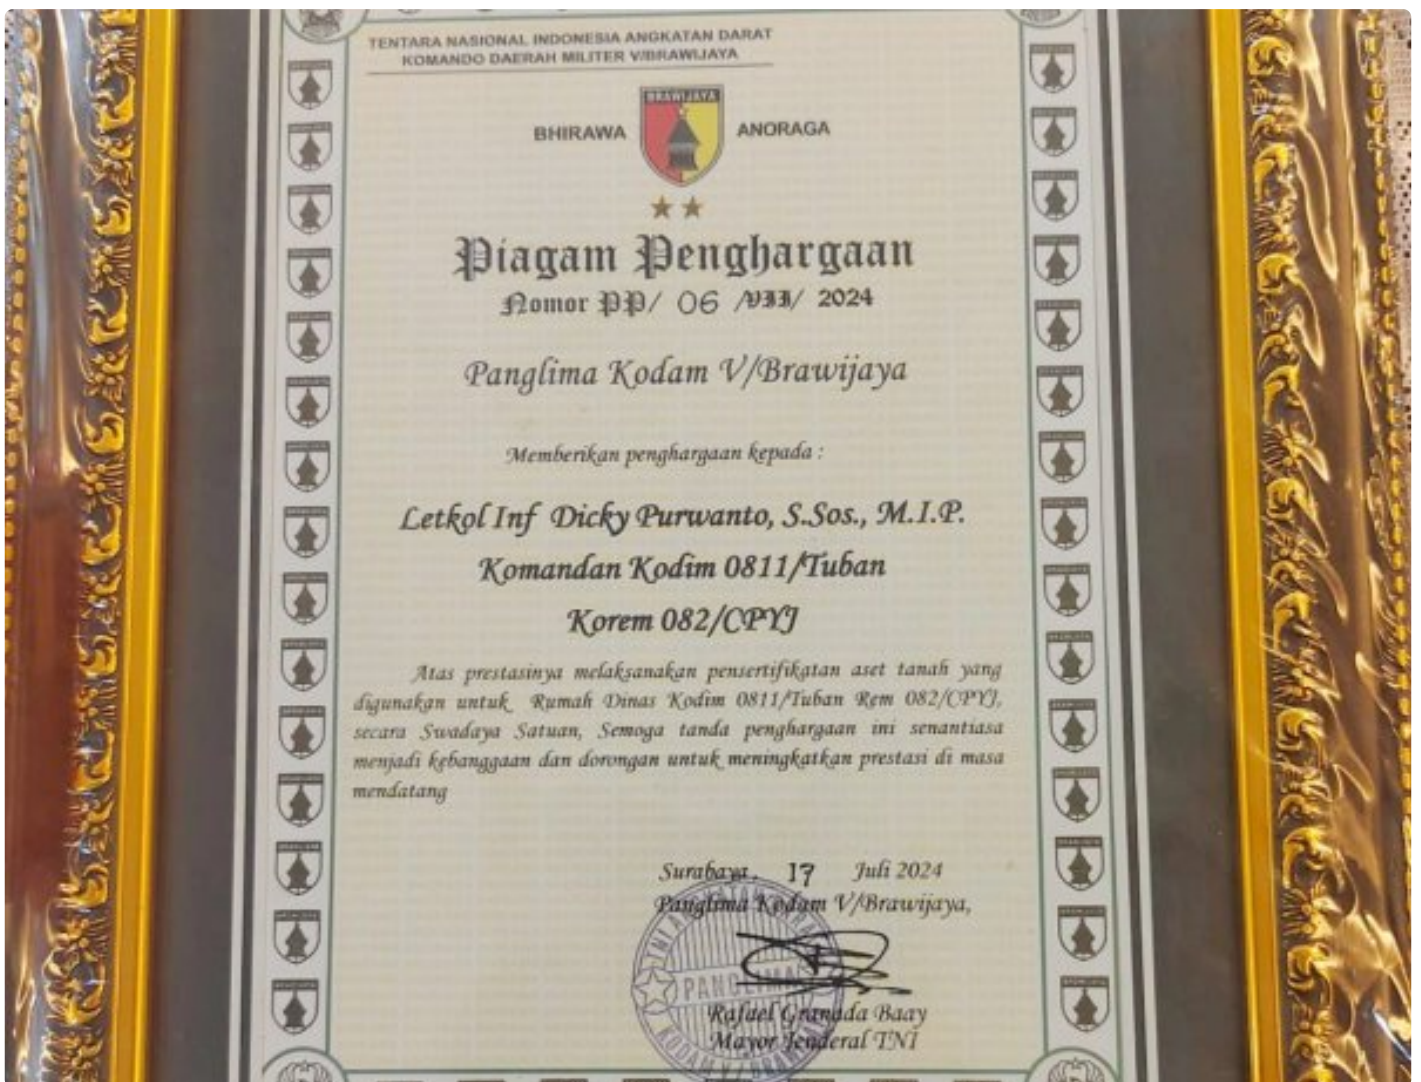 TENTARA NASIONAL INDONESIA ANGKATAN DARAT
KOMANDO DAERAH MILITER V/BRAWIJAYA
BRAWIJAYA
BHIRAWA ANORAGA
Piagam Penghargaan
Nomor PP/ 06 /VII/ 2024
Panglima Kodam V/Brawijaya
Memberikan penghargaan kepada :
Letkol Inf Dicky Purwanto, S.Sos., M.I.P.
Komandan Kodim 0811/Tuban
Korem 082/CPYJ
Atas prestasinya melaksanakan pensertifikatan aset tanah yang
digunakan untuk Rumah Dinas Kodim 0811/Tuban Rem 082/CPYJ,
secara Swadaya Satuan, Semoga tanda penghargaan ini senantiasa
menjadi kebanggaan dan dorongan untuk meningkatkan prestasi di masa
mendatang
Surabaya, 17 Juli 2024
Panglima Kodam V/Brawijaya,
Rafael Granada Baay
Mayor Jenderal TNI